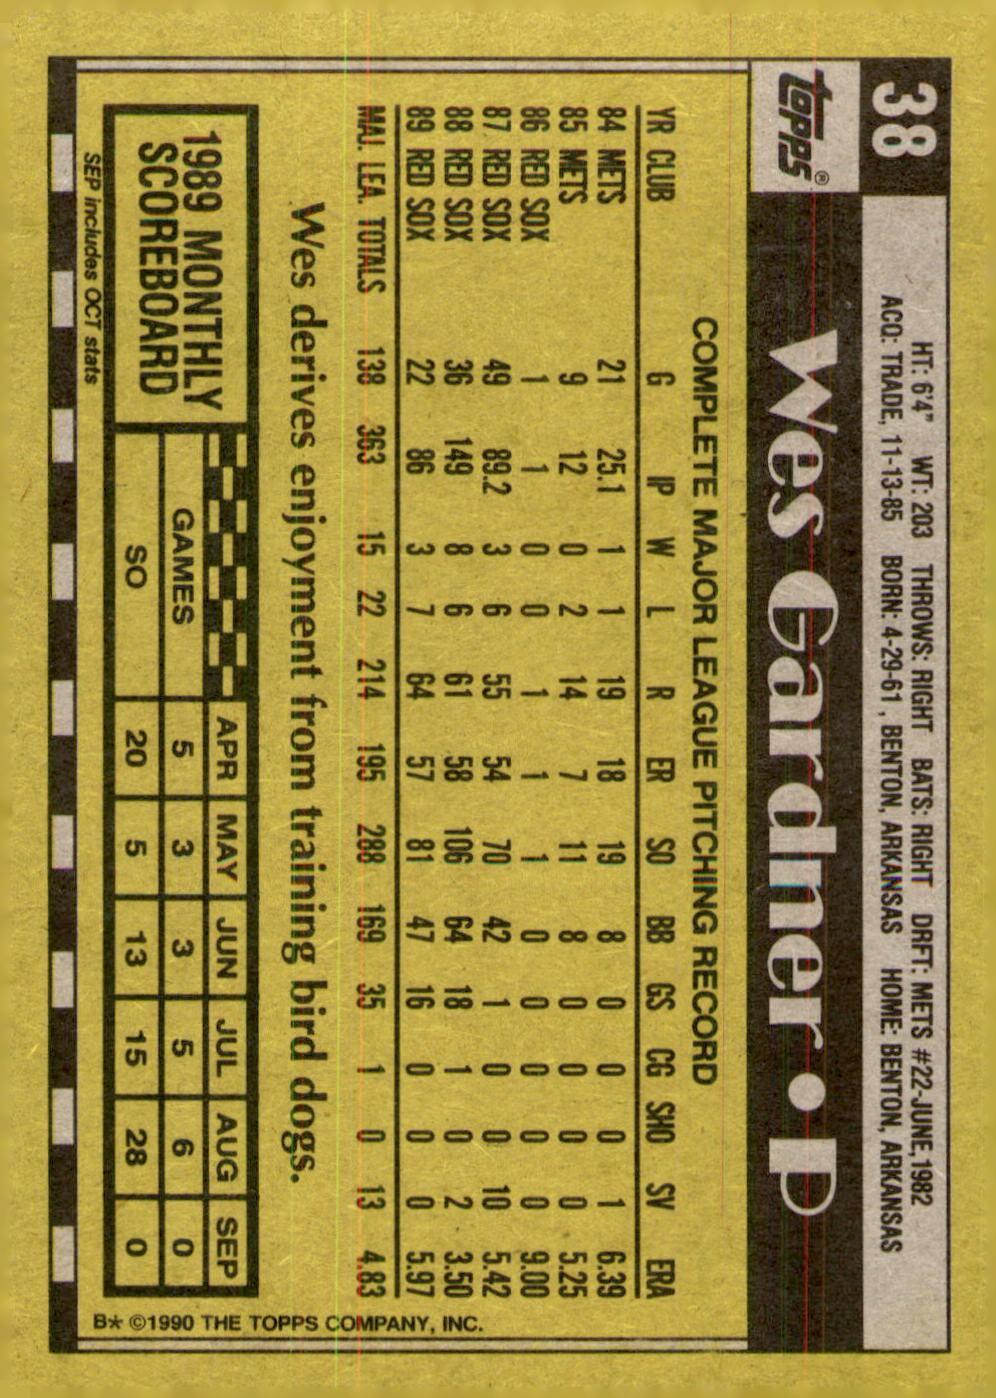 38
HT: 6'4" WT: 203 THROWS: RIGHT BATS: RIGHT DRFT: METS #22-JUNE, 1982
ACQ: TRADE, 11-13-85 BORN: 4-29-61, BENTON, ARKANSAS HOME: BENTON, ARKANSAS
Topps®
Wes Gardner • P
COMPLETE MAJOR LEAGUE PITCHING RECORD
YR CLUB G IP W L R ER SO BB GS CG SHO SV ERA
84 METS 21 25.1 1 1 19 18 19 8 0 0 0 1 6.39
85 METS 9 12 0 2 14 7 11 8 0 0 0 0 5.25
86 RED SOX 1 1 0 0 1 1 1 0 0 0 0 0 9.00
87 RED SOX 49 89.2 3 6 55 54 70 42 1 0 0 10 5.42
88 RED SOX 36 149 8 6 61 58 106 64 18 1 0 2 3.50
89 RED SOX 22 86 3 7 64 57 81 47 16 0 0 0 5.97
MAJ. LEA. TOTALS 138 363 15 22 214 195 288 169 35 1 0 13 4.83
Wes derives enjoyment from training bird dogs.
1989 MONTHLY
SCOREBOARD
APR MAY JUN JUL AUG SEP
GAMES 5 3 3 5 6 0
SO 20 5 13 15 28 0
SEP includes OCT stats
B* ©1990 THE TOPPS COMPANY, INC.